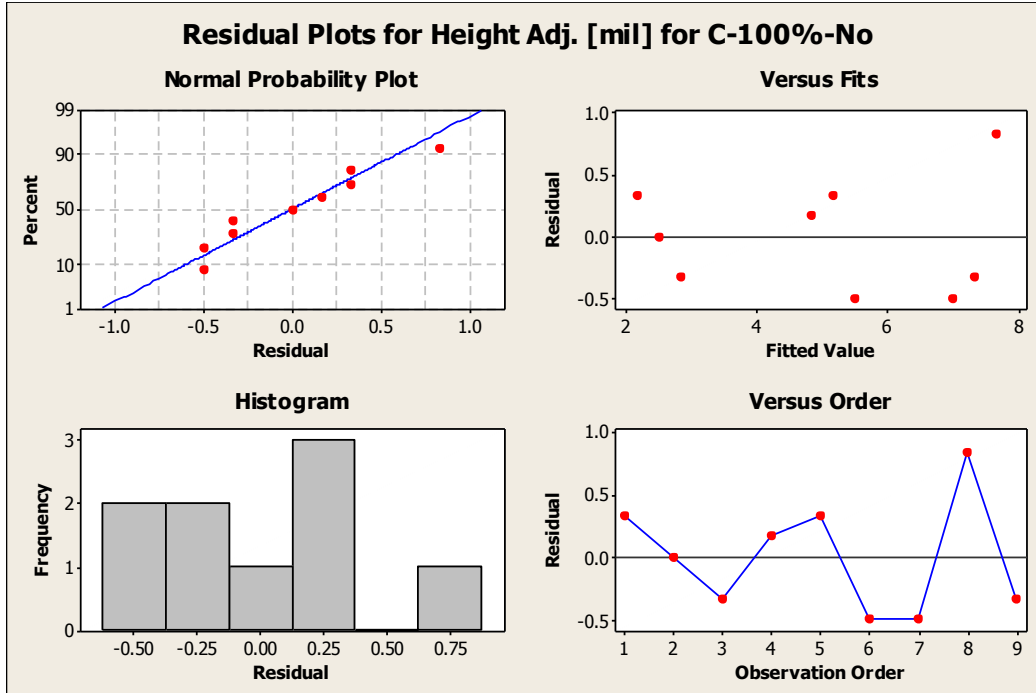 Residual Plots for Height Adj. [mil] for C-100%-No
Normal Probability Plot
99
90
50
10
1
Percent
-1.0 -0.5 0.0 0.5 1.0
Residual
Versus Fits
1.0
0.5
0.0
-0.5
Residual
2 4 6 8
Fitted Value
Histogram
3
2
1
0
Frequency
-0.50 -0.25 0.00 0.25 0.50 0.75
Residual
Versus Order
1.0
0.5
0.0
-0.5
Residual
1 2 3 4 5 6 7 8 9
Observation Order